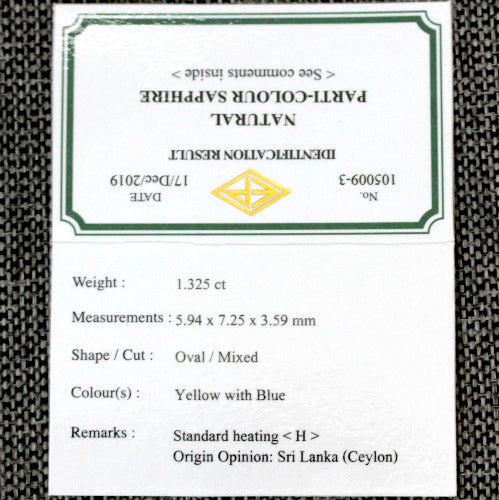 No.
105009-3
DATE
17/Dec/2019
IDENTIFICATION RESULT
NATURAL
PARTI-COLOUR SAPPHIRE
< See comments inside >
Weight : 1.325 ct
Measurements : 5.94 x 7.25 x 3.59 mm
Shape / Cut : Oval / Mixed
Colour(s) : Yellow with Blue
Remarks : Standard heating < H >
Origin Opinion: Sri Lanka (Ceylon)